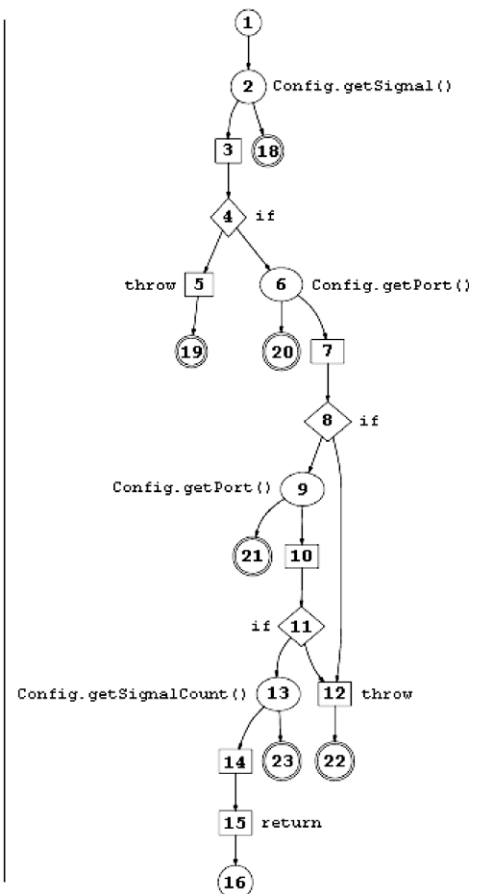 1
2 Config.getSignal()
3 18
4 if
throw 5 6 Config.getPort()
19 20 7
8 if
Config.getPort() 9
21 10
if 11
Config.getSignalCount() 13 12 throw
14 23 22
15 return
16